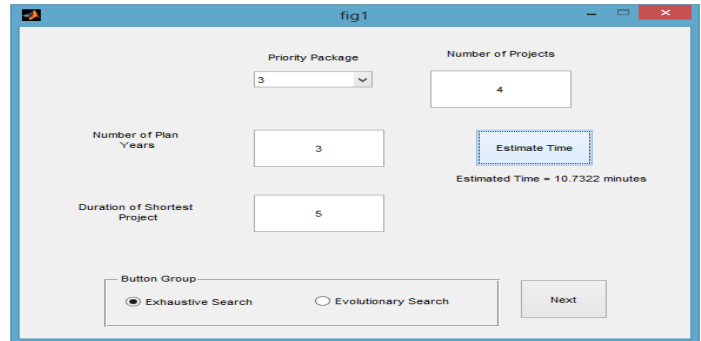 fig1
Priority Package
Number of Projects
3
4
Number of Plan
Years
3
Estimate Time
Estimated Time = 10.7322 minutes
Duration of Shortest
Project
5
Button Group
Exhaustive Search
Evolutionary Search
Next